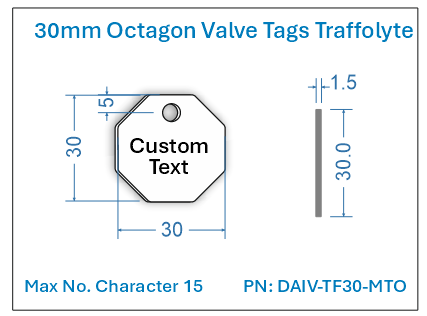 30mm Octagon Valve Tags Traffolyte
1.5
5
30
Custom
Text
30.0
30
Max No. Character 15
PN: DAIV-TF30-MTO